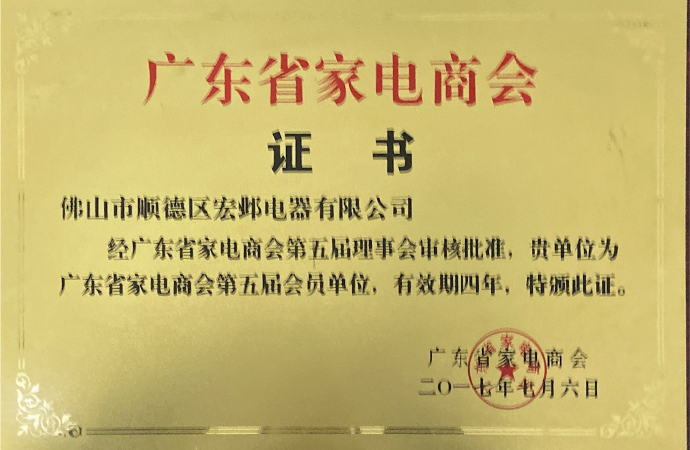 广东省家电商会
证 书
佛山市顺德区宏邺电器有限公司
经广东省家电商会第五届理事会审核批准，贵单位为
广东省家电商会第五届会员单位，有效期四年，特颁此证。
广东省家电商会
二〇一七年七月六日